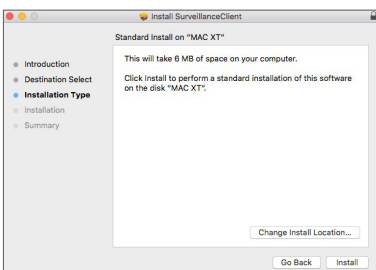 Install SurveillanceClient
Standard Install on "MAC XT"
Introduction
Destination Select
Installation Type
Installation
Summary
This will take 6 MB of space on your computer.
Click Install to perform a standard installation of this software
on the disk "MAC XT".
Change Install Location...
Go Back
Install